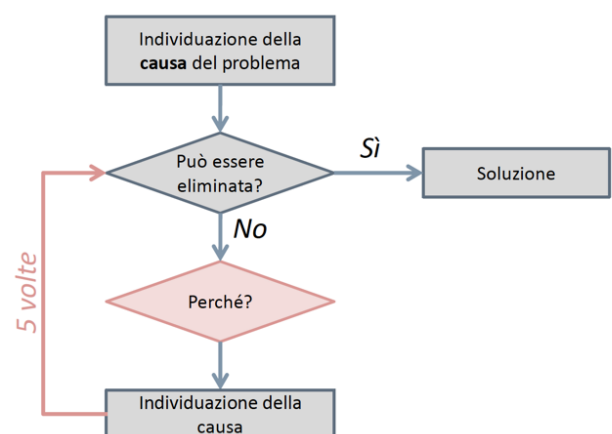 Individuazione della
causa del problema
Può essere
eliminata?
Sì
Soluzione
No
Perché?
5 volte
Individuazione della
causa